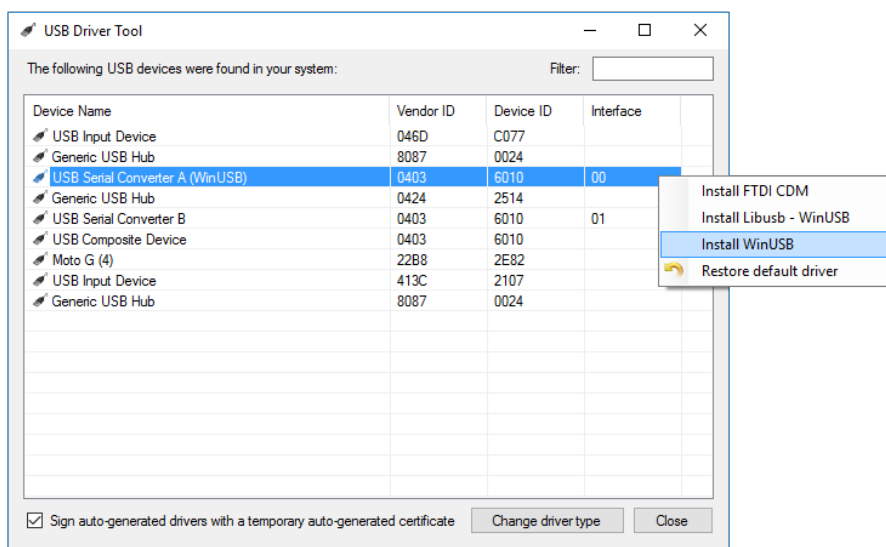 USB Driver Tool
The following USB devices were found in your system: Filter:
Device Name Vendor ID Device ID Interface
USB Input Device 046D C077
Generic USB Hub 8087 0024
USB Serial Converter A (WinUSB) 0403 6010 00
Generic USB Hub 0424 2514
USB Serial Converter B 0403 6010 01
USB Composite Device 0403 6010
Moto G (4) 22B8 2E82
USB Input Device 413C 2107
Generic USB Hub 8087 0024
Install FTDI CDM
Install Libusb - WinUSB
Install WinUSB
Restore default driver
Sign auto-generated drivers with a temporary auto-generated certificate Change driver type Close